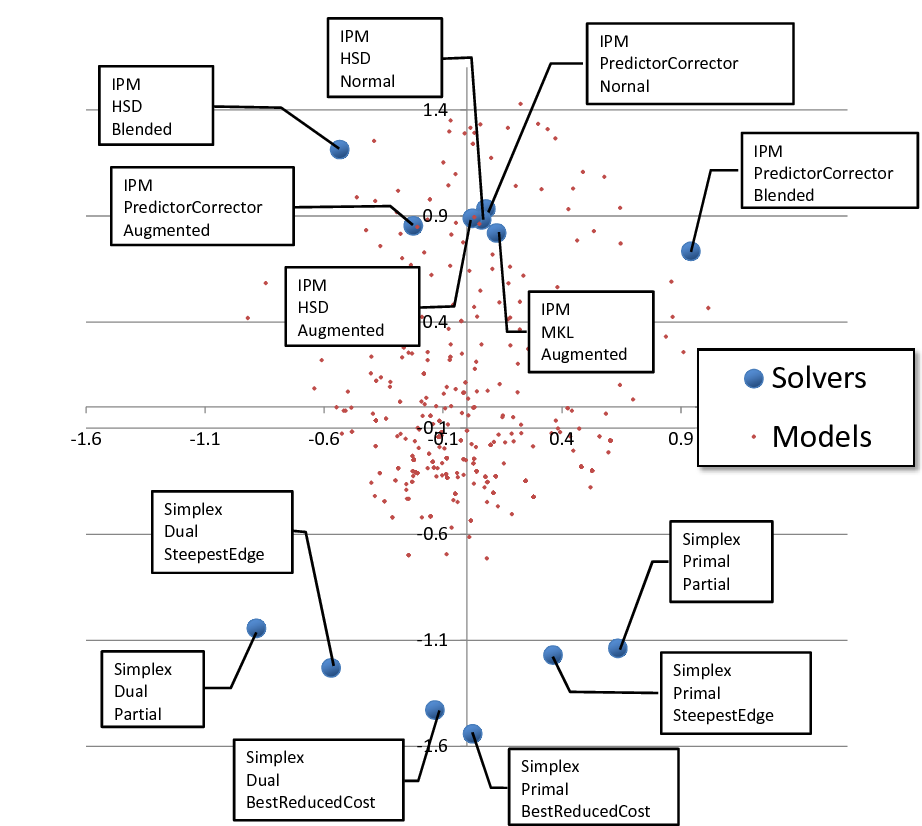 IPM
HSD
Normal
IPM
PredictorCorrector
Nornal
IPM
HSD
Blended
1.4
IPM
PredictorCorrector
Blended
IPM
PredictorCorrector
Augmented
0.9
IPM
HSD
Augmented
IPM
MKL
Augmented
0.4
Solvers
Models
-1.6
-1.1
-0.6
-0.1
0.4
0.9
-0.1
Simplex
Dual
SteepestEdge
-0.6
Simplex
Primal
Partial
-1.1
Simplex
Dual
Partial
Simplex
Primal
SteepestEdge
-1.6
Simplex
Dual
BestReducedCost
Simplex
Primal
BestReducedCost